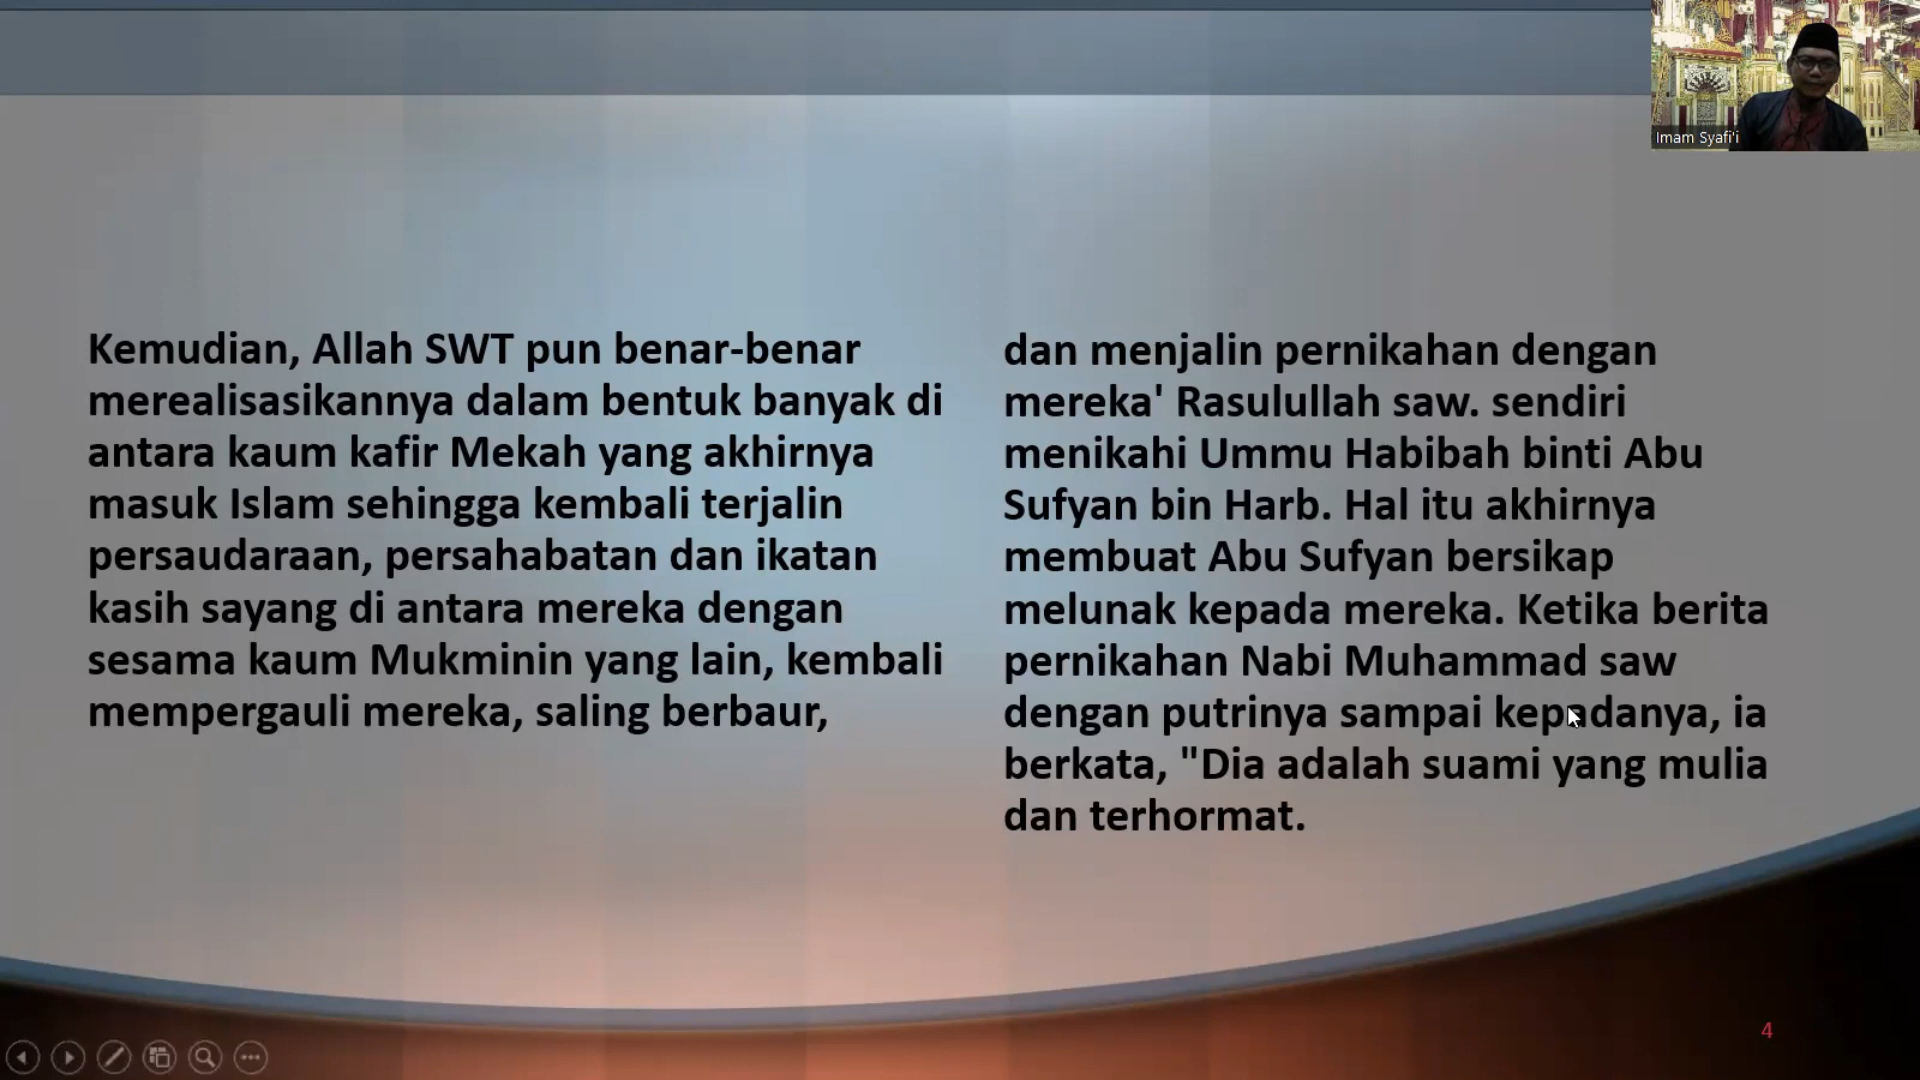 Imam Syafi'i
Kemudian, Allah SWT pun benar-benar
merealisasikannya dalam bentuk banyak di
antara kaum kafir Mekah yang akhirnya
masuk Islam sehingga kembali terjalin
persaudaraan, persahabatan dan ikatan
kasih sayang di antara mereka dengan
sesama kaum Mukminin yang lain, kembali
mempergauli mereka, saling berbaur,
dan menjalin pernikahan dengan
mereka' Rasulullah saw. sendiri
menikahi Ummu Habibah binti Abu
Sufyan bin Harb. Hal itu akhirnya
membuat Abu Sufyan bersikap
melunak kepada mereka. Ketika berita
pernikahan Nabi Muhammad saw
dengan putrinya sampai kepadanya, ia
berkata, "Dia adalah suami yang mulia
dan terhormat.
4